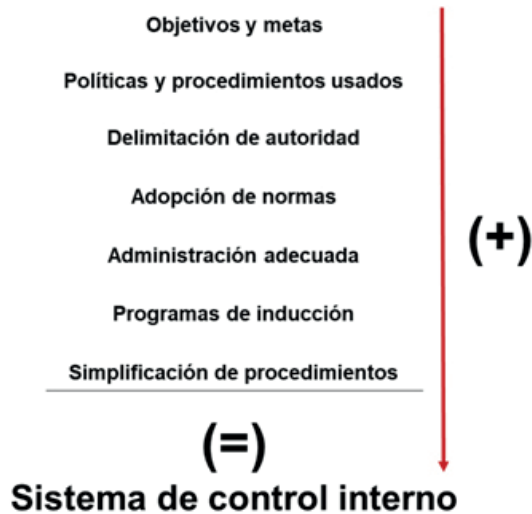 Objetivos y metas
Políticas y procedimientos usados
Delimitación de autoridad
Adopción de normas
(+)
Administración adecuada
Programas de inducción
Simplificación de procedimientos
(=)
Sistema de control interno